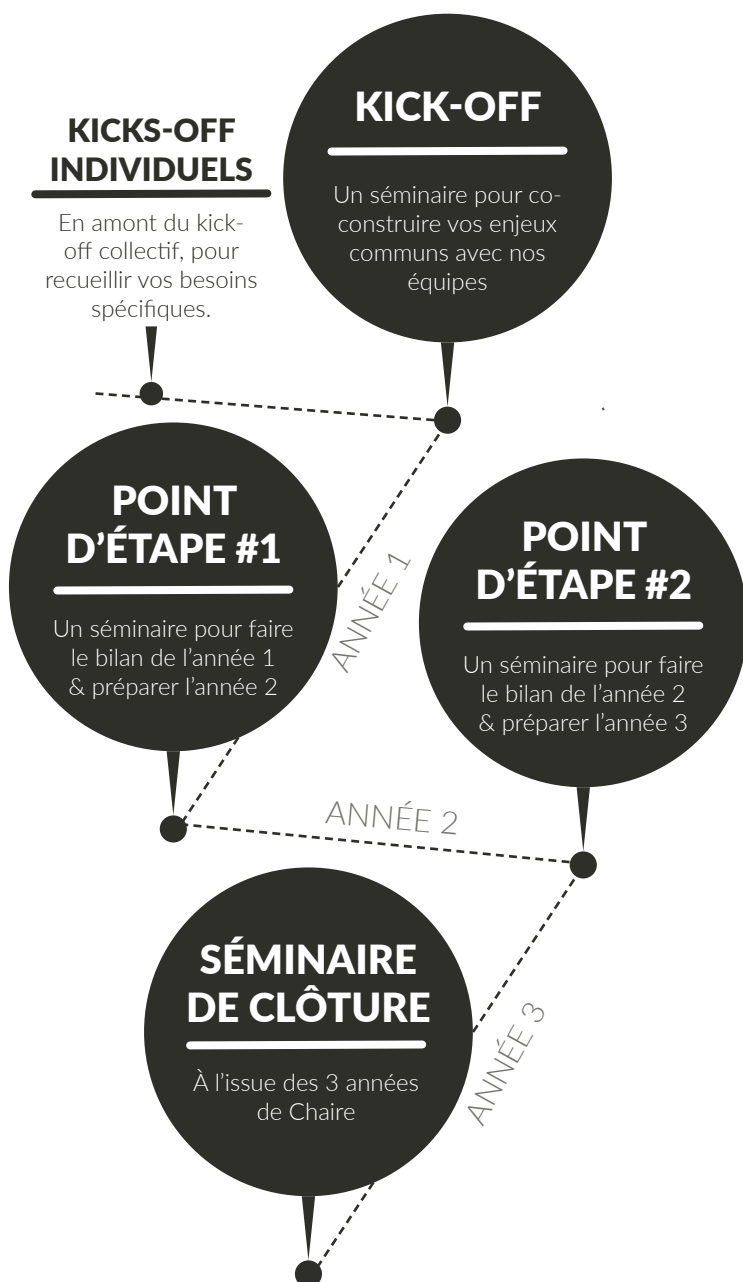 KICKS-OFF
INDIVIDUELS
En amont du kick-
off collectif, pour
recueillir vos besoins
spécifiques.
KICK-OFF
Un séminaire pour co-
construire vos enjeux
communs avec nos
équipes
ANNÉE 1
POINT
D’ÉTAPE #1
Un séminaire pour faire
le bilan de l’année 1
& préparer l’année 2
ANNÉE 2
POINT
D’ÉTAPE #2
Un séminaire pour faire
le bilan de l’année 2
& préparer l’année 3
ANNÉE 3
SÉMINAIRE
DE CLÔTURE
À l’issue des 3 années
de Chaire